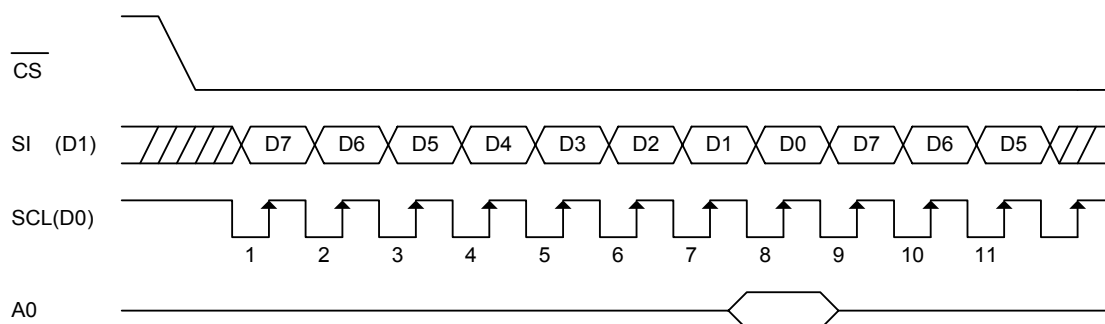 CS
SI (D1) D7 D6 D5 D4 D3 D2 D1 D0 D7 D6 D5
SCL(D0)
1 2 3 4 5 6 7 8 9 10 11
A0